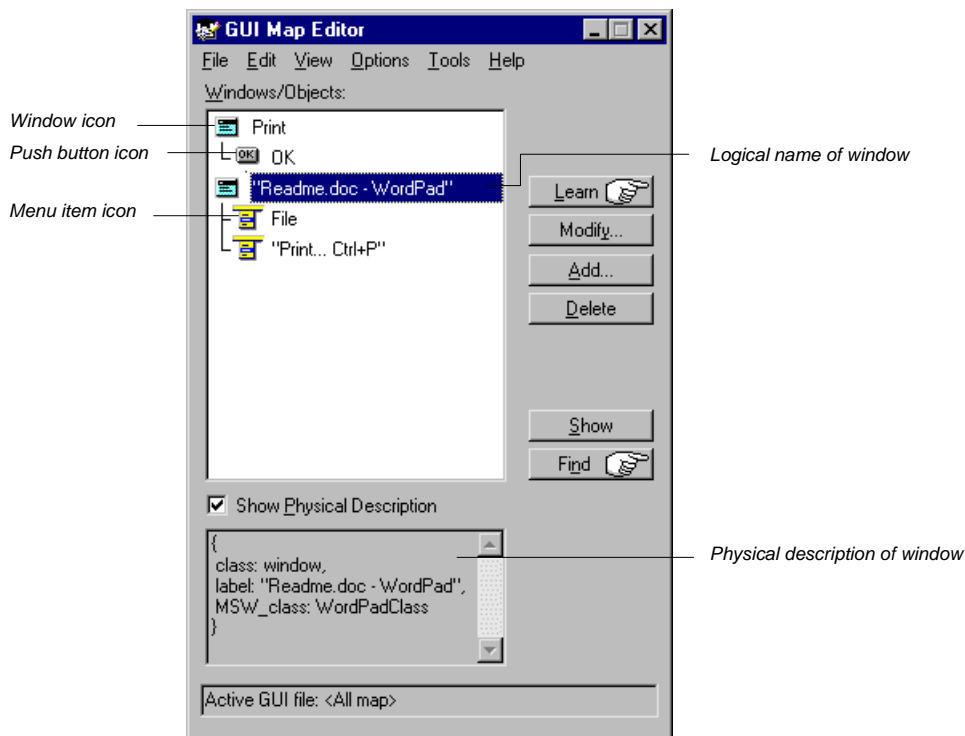 GUI Map Editor
File Edit View Options Tools Help
Windows/Objects:
Window icon
Print
Push button icon
OK
OK
Logical name of window
"Readme.doc - WordPad"
Learn
Menu item icon
File
Modify...
"Print... Ctrl+P"
Add...
Delete
Show
Find
Show Physical Description
{
class: window,
label: "Readme.doc - WordPad",
MSW_class: WordPadClass
}
Physical description of window
Active GUI file: <All map>